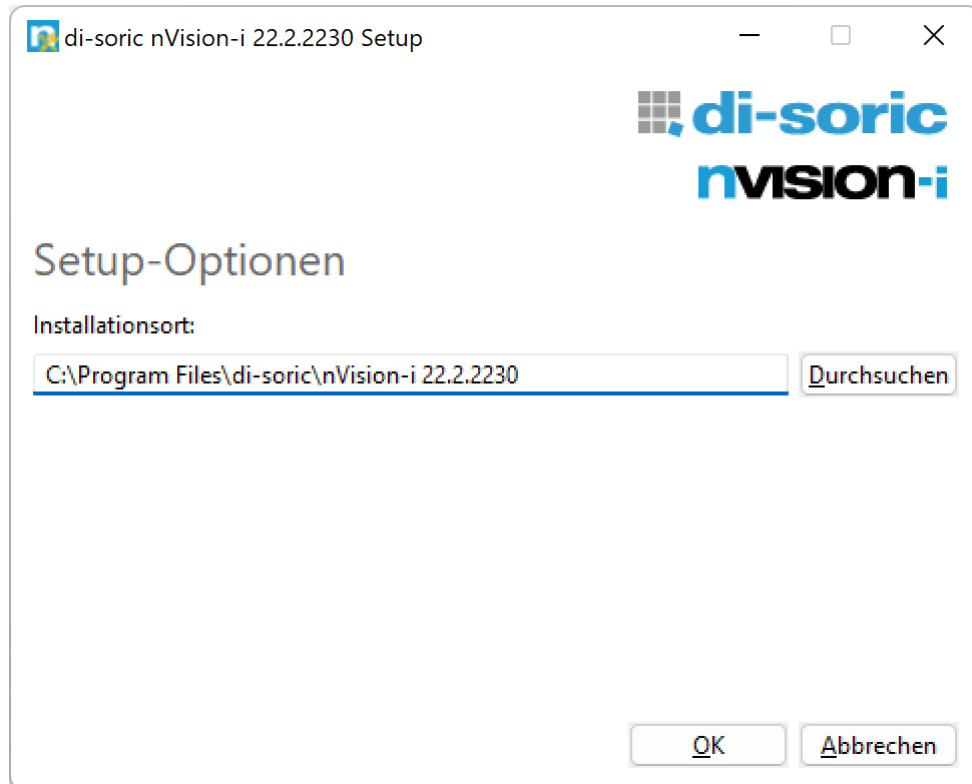 di-soric nVision-i 22.2.2230 Setup
di-soric
nvision-i
Setup-Optionen
Installationsort:
C:\Program Files\di-soric\nVision-i 22.2.2230
Durchsuchen
OK
Abbrechen